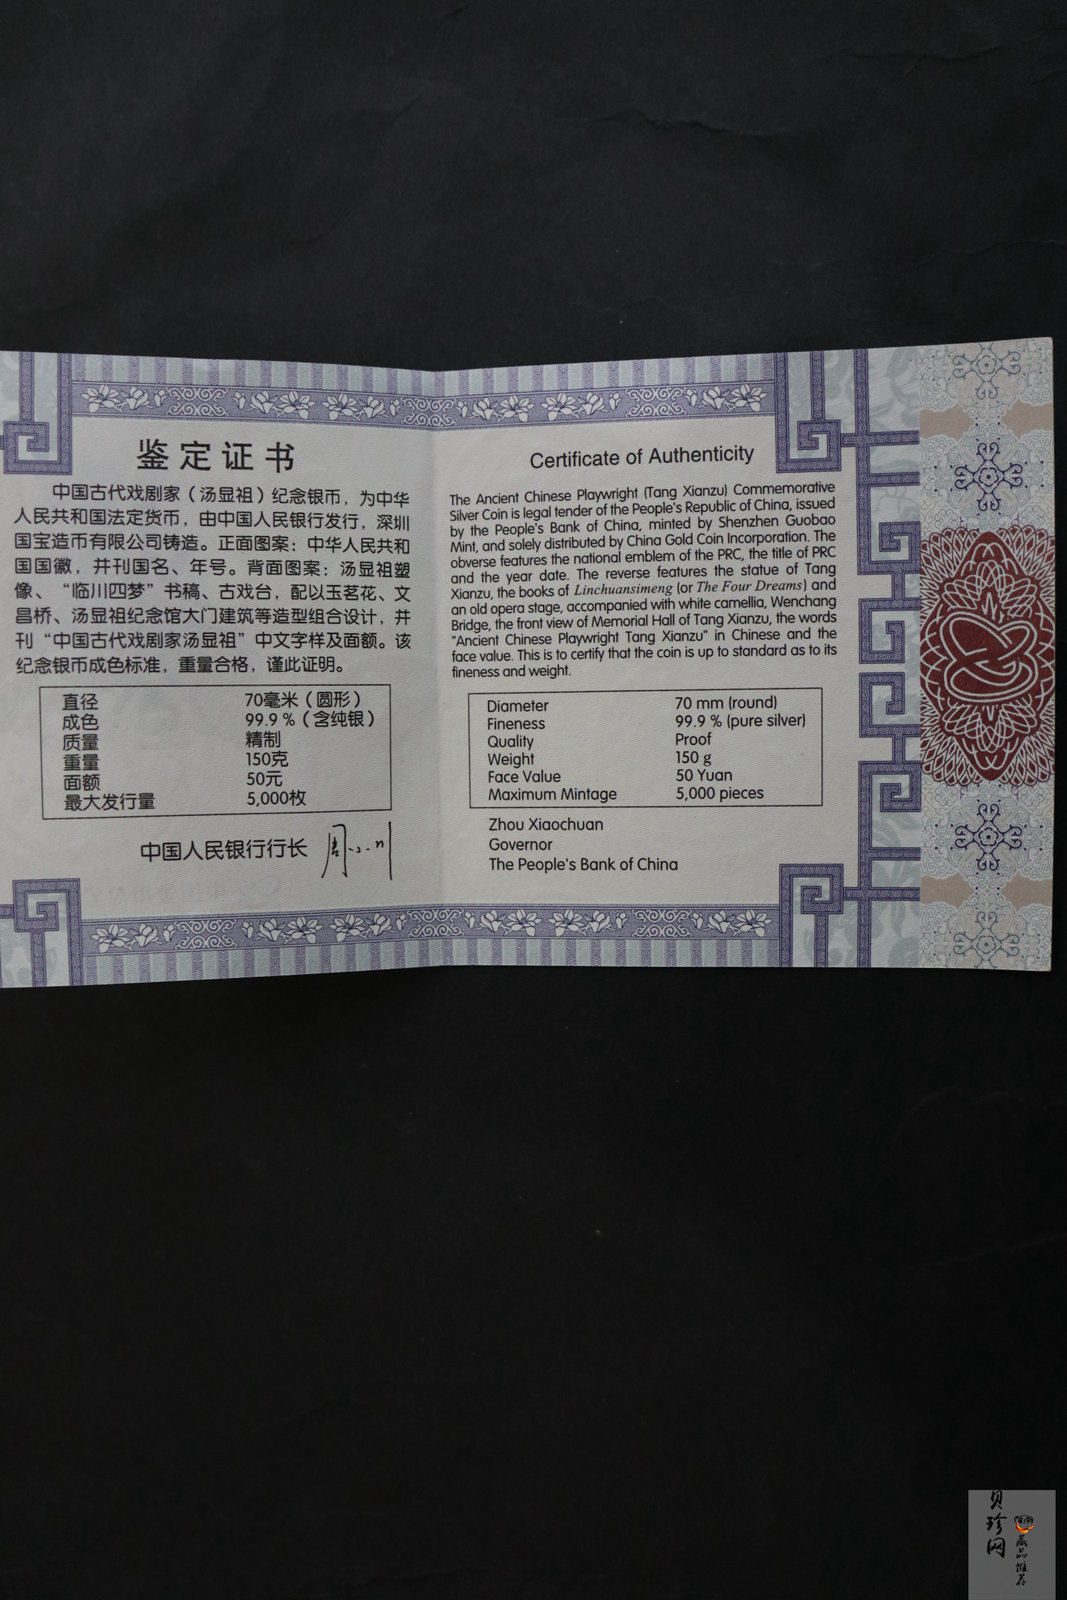 鉴定证书
中国古代戏剧家（汤显祖）纪念银币，为中华
人民共和国法定货币，由中国人民银行发行，深圳
国宝造币有限公司铸造。正面图案：中华人民共和
国国徽，并刊国名、年号。背面图案：汤显祖塑
像、“临川四梦”书稿、古戏台，配以玉茗花、文
昌桥、汤显祖纪念馆大门建筑等造型组合设计，并
刊“中国古代戏剧家汤显祖”中文字样及面额。该
纪念银币成色标准，重量合格，谨此证明。
直径 70毫米（圆形）
成色 99.9％（含纯银）
质量 精制
重量 150克
面额 50元
最大发行量 5,000枚
中国人民银行行长 周小川
Certificate of Authenticity
The Ancient Chinese Playwright (Tang Xianzu) Commemorative
Silver Coin is legal tender of the People's Republic of China, issued
by the People's Bank of China, minted by Shenzhen Guobao
Mint, and solely distributed by China Gold Coin Incorporation. The
obverse features the national emblem of the PRC, the title of PRC
and the year date. The reverse features the statue of Tang
Xianzu, the books of Linchuansimeng (or The Four Dreams) and
an old opera stage, accompanied with white camellia, Wenchang
Bridge, the front view of Memorial Hall of Tang Xianzu, the words
"Ancient Chinese Playwright Tang Xianzu" in Chinese and the
face value. This is to certify that the coin is up to standard as to its
fineness and weight.
Diameter 70 mm (round)
Fineness 99.9% (pure silver)
Quality Proof
Weight 150 g
Face Value 50 Yuan
Maximum Mintage 5,000 pieces
Zhou Xiaochuan
Governor
The People's Bank of China
贝珍网
藏品推荐